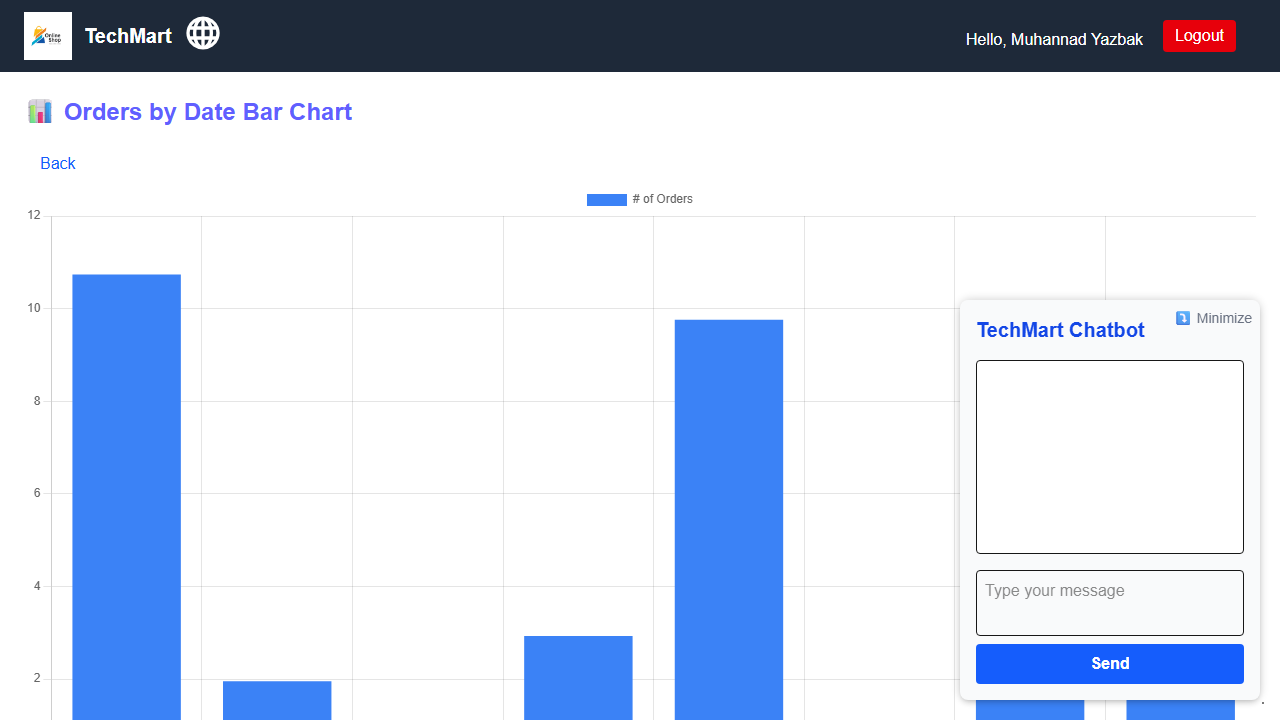 Online
Shop
TechMart
Hello, Muhannad Yazbak
Logout
Orders by Date Bar Chart
Back
# of Orders
12
10
8
6
4
2
Minimize
TechMart Chatbot
Type your message
Send